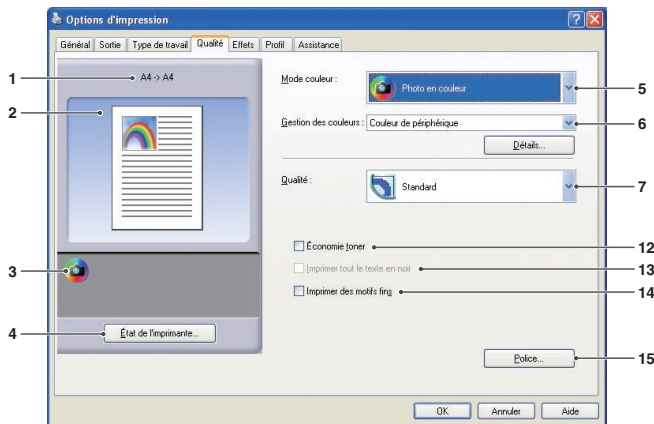 Options d'impression
Général Sortie Type de travail Qualité Effets Profil Assistance
1
A4 -> A4
2
3
4
État de l'imprimante...
Mode couleur :
Photo en couleur
5
Gestion des couleurs :
Couleur de périphérique
6
Détails...
Qualité :
Standard
7
Économie toner
12
Imprimer tout le texte en noir
13
Imprimer des motifs fins
14
Police...
15
OK Annuler Aide